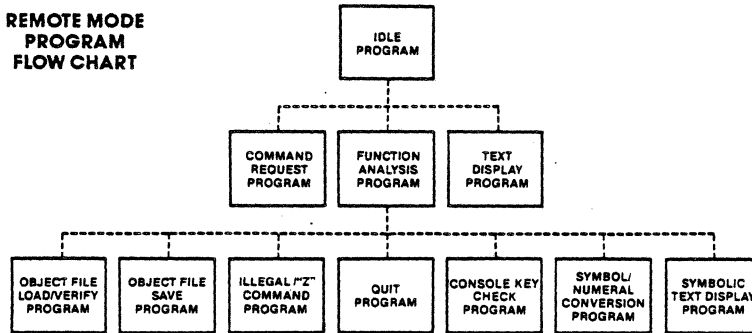 REMOTE MODE
PROGRAM
FLOW CHART
IDLE
PROGRAM
COMMAND
REQUEST
PROGRAM
FUNCTION
ANALYSIS
PROGRAM
TEXT
DISPLAY
PROGRAM
OBJECT FILE
LOAD/VERIFY
PROGRAM
OBJECT FILE
SAVE
PROGRAM
ILLEGAL/"Z"
COMMAND
PROGRAM
QUIT
PROGRAM
CONSOLE KEY
CHECK
PROGRAM
SYMBOL/
NUMERAL
CONVERSION
PROGRAM
SYMBOLIC
TEXT DISPLAY
PROGRAM